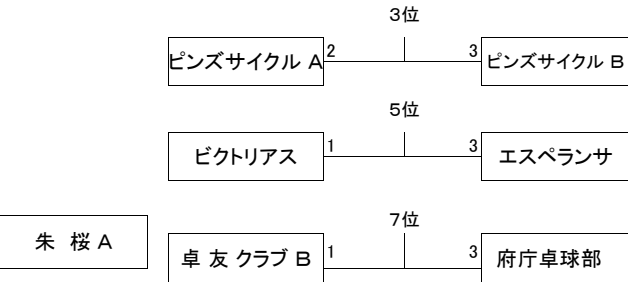 3位
ピンズサイクル A 2 3 ピンズサイクル B
5位
ビクトリアス 1 3 エスペランサ
7位
朱 桜 A
卓 友 クラブ B 1 3 府庁卓球部